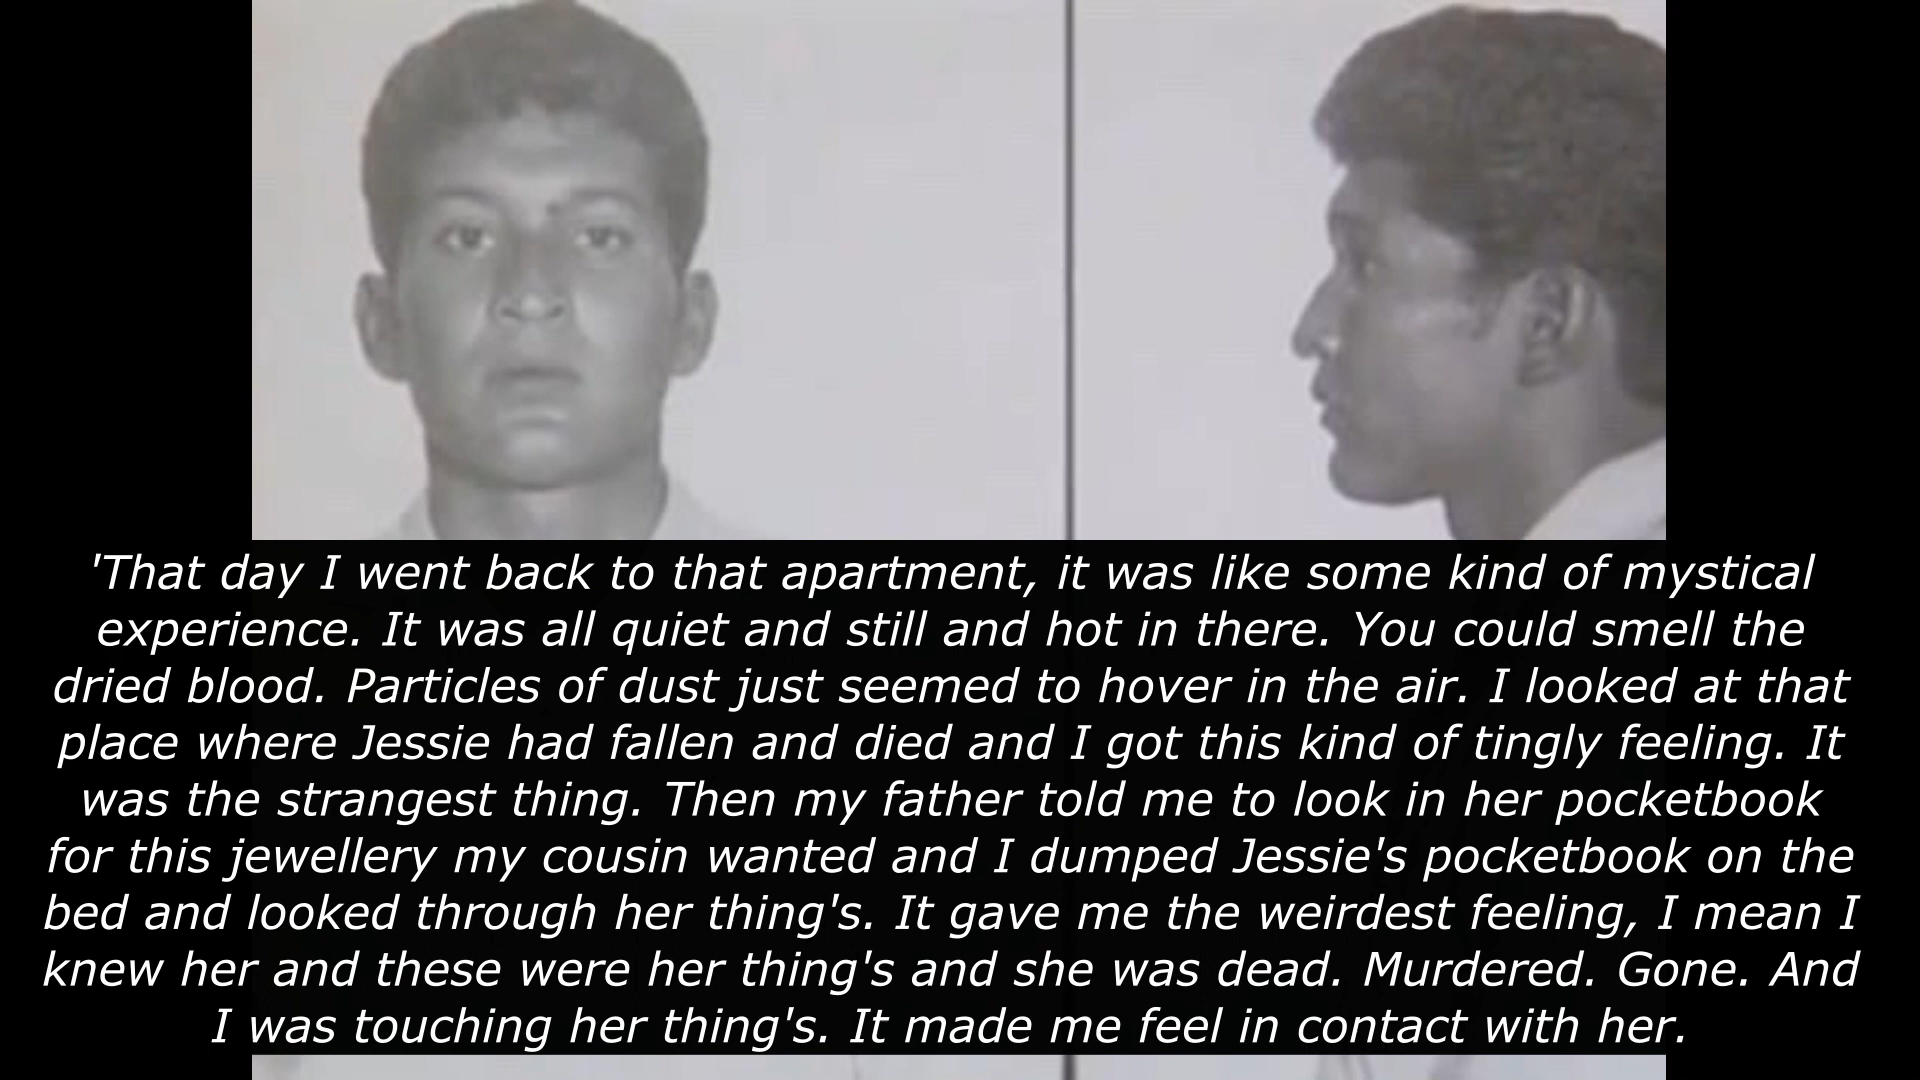 'That day I went back to that apartment, it was like some kind of mystical
experience. It was all quiet and still and hot in there. You could smell the
dried blood. Particles of dust just seemed to hover in the air. I looked at that
place where Jessie had fallen and died and I got this kind of tingly feeling. It
was the strangest thing. Then my father told me to look in her pocketbook
for this jewellery my cousin wanted and I dumped Jessie's pocketbook on the
bed and looked through her thing's. It gave me the weirdest feeling, I mean I
knew her and these were her thing's and she was dead. Murdered. Gone. And
I was touching her thing's. It made me feel in contact with her.